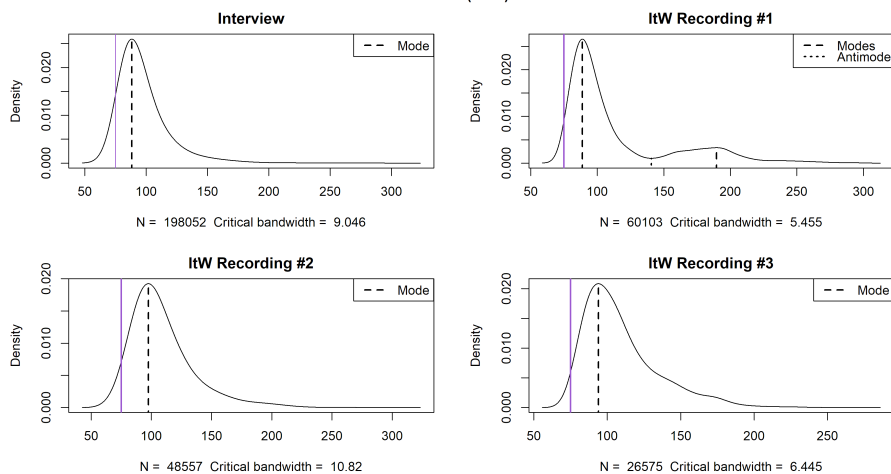 Interview
Density
0.000 0.010 0.020
Mode
50 100 150 200 250 300
N = 198052 Critical bandwidth = 9.046
ItW Recording #1
Density
0.000 0.010 0.020
Modes
Antimode
50 100 150 200 250 300
N = 60103 Critical bandwidth = 5.455
ItW Recording #2
Density
0.000 0.010 0.020
Mode
50 100 150 200 250 300
N = 48557 Critical bandwidth = 10.82
ItW Recording #3
Density
0.000 0.010 0.020
Mode
50 100 150 200 250
N = 26575 Critical bandwidth = 6.445